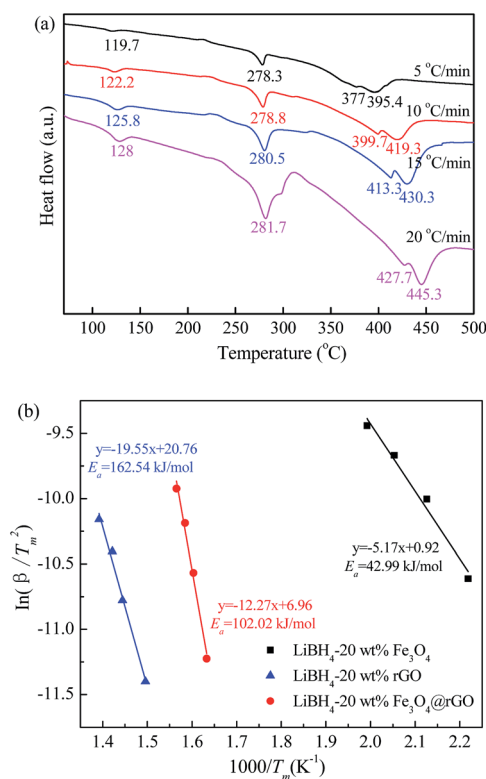 (a)
119.7
278.3
377
395.4
5 °C/min
122.2
278.8
399.7
419.3
10 °C/min
125.8
280.5
413.3
430.3
15 °C/min
128
281.7
427.7
445.3
20 °C/min
Heat flow (a.u.)
100 150 200 250 300 350 400 450 500
Temperature (°C)
(b)
-9.5
-10.0
-10.5
-11.0
-11.5
ln(β/Tm²)
y=-19.55x+20.76
Ea=162.54 kJ/mol
y=-12.27x+6.96
Ea=102.02 kJ/mol
y=-5.17x+0.92
Ea=42.99 kJ/mol
LiBH4-20 wt% Fe3O4
LiBH4-20 wt% rGO
LiBH4-20 wt% Fe3O4@rGO
1.4 1.5 1.6 1.7 1.8 1.9 2.0 2.1 2.2
1000/Tm(K-1)